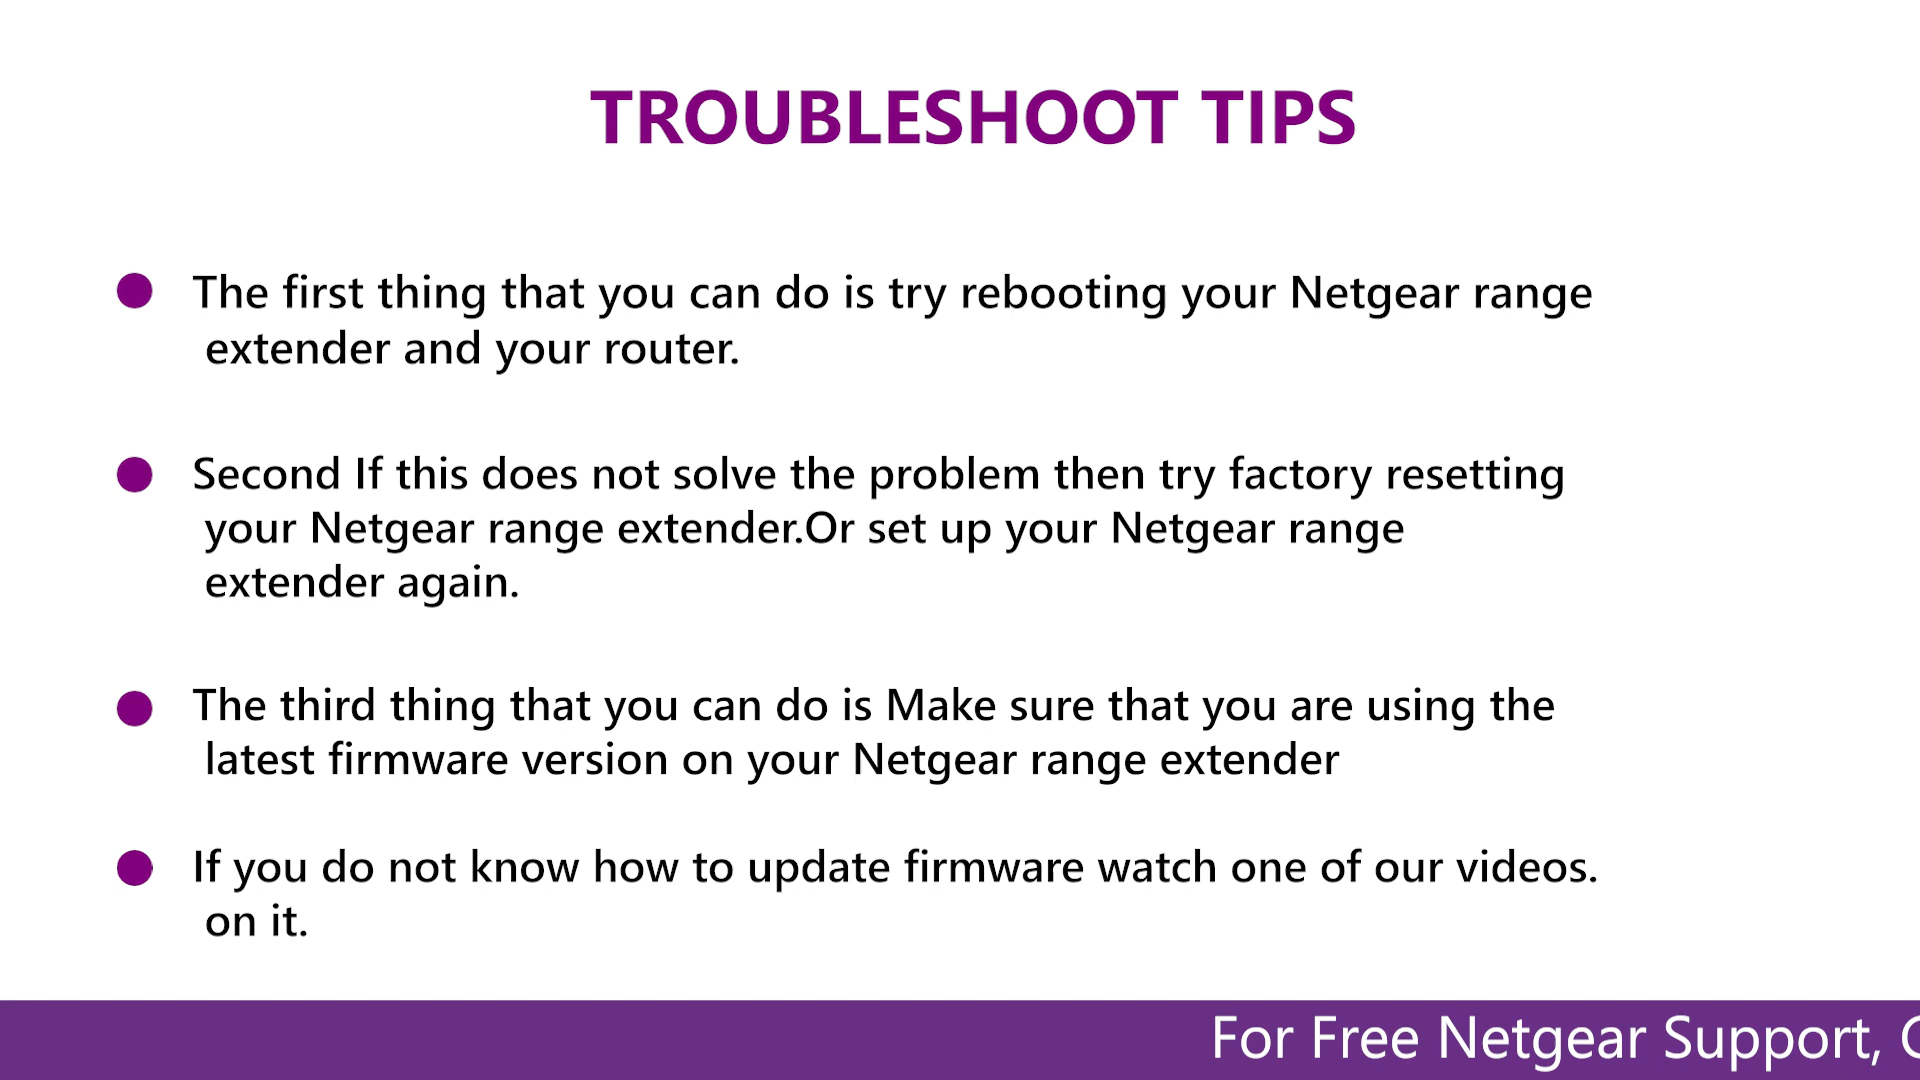 TROUBLESHOOT TIPS
The first thing that you can do is try rebooting your Netgear range
extender and your router.
Second If this does not solve the problem then try factory resetting
your Netgear range extender.Or set up your Netgear range
extender again.
The third thing that you can do is Make sure that you are using the
latest firmware version on your Netgear range extender
If you do not know how to update firmware watch one of our videos.
on it.
For Free Netgear Support,